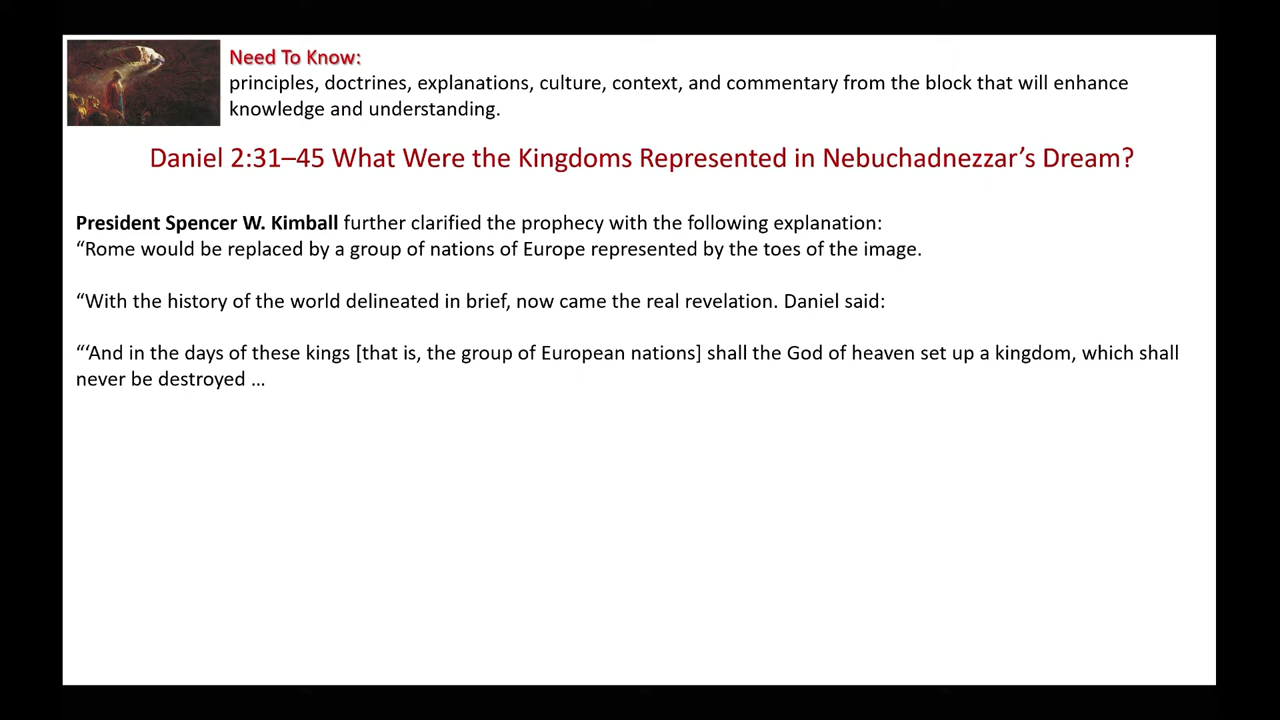 Need To Know:
principles, doctrines, explanations, culture, context, and commentary from the block that will enhance
knowledge and understanding.
Daniel 2:31–45 What Were the Kingdoms Represented in Nebuchadnezzar’s Dream?
President Spencer W. Kimball further clarified the prophecy with the following explanation:
“Rome would be replaced by a group of nations of Europe represented by the toes of the image.
“With the history of the world delineated in brief, now came the real revelation. Daniel said:
“‘And in the days of these kings [that is, the group of European nations] shall the God of heaven set up a kingdom, which shall
never be destroyed …